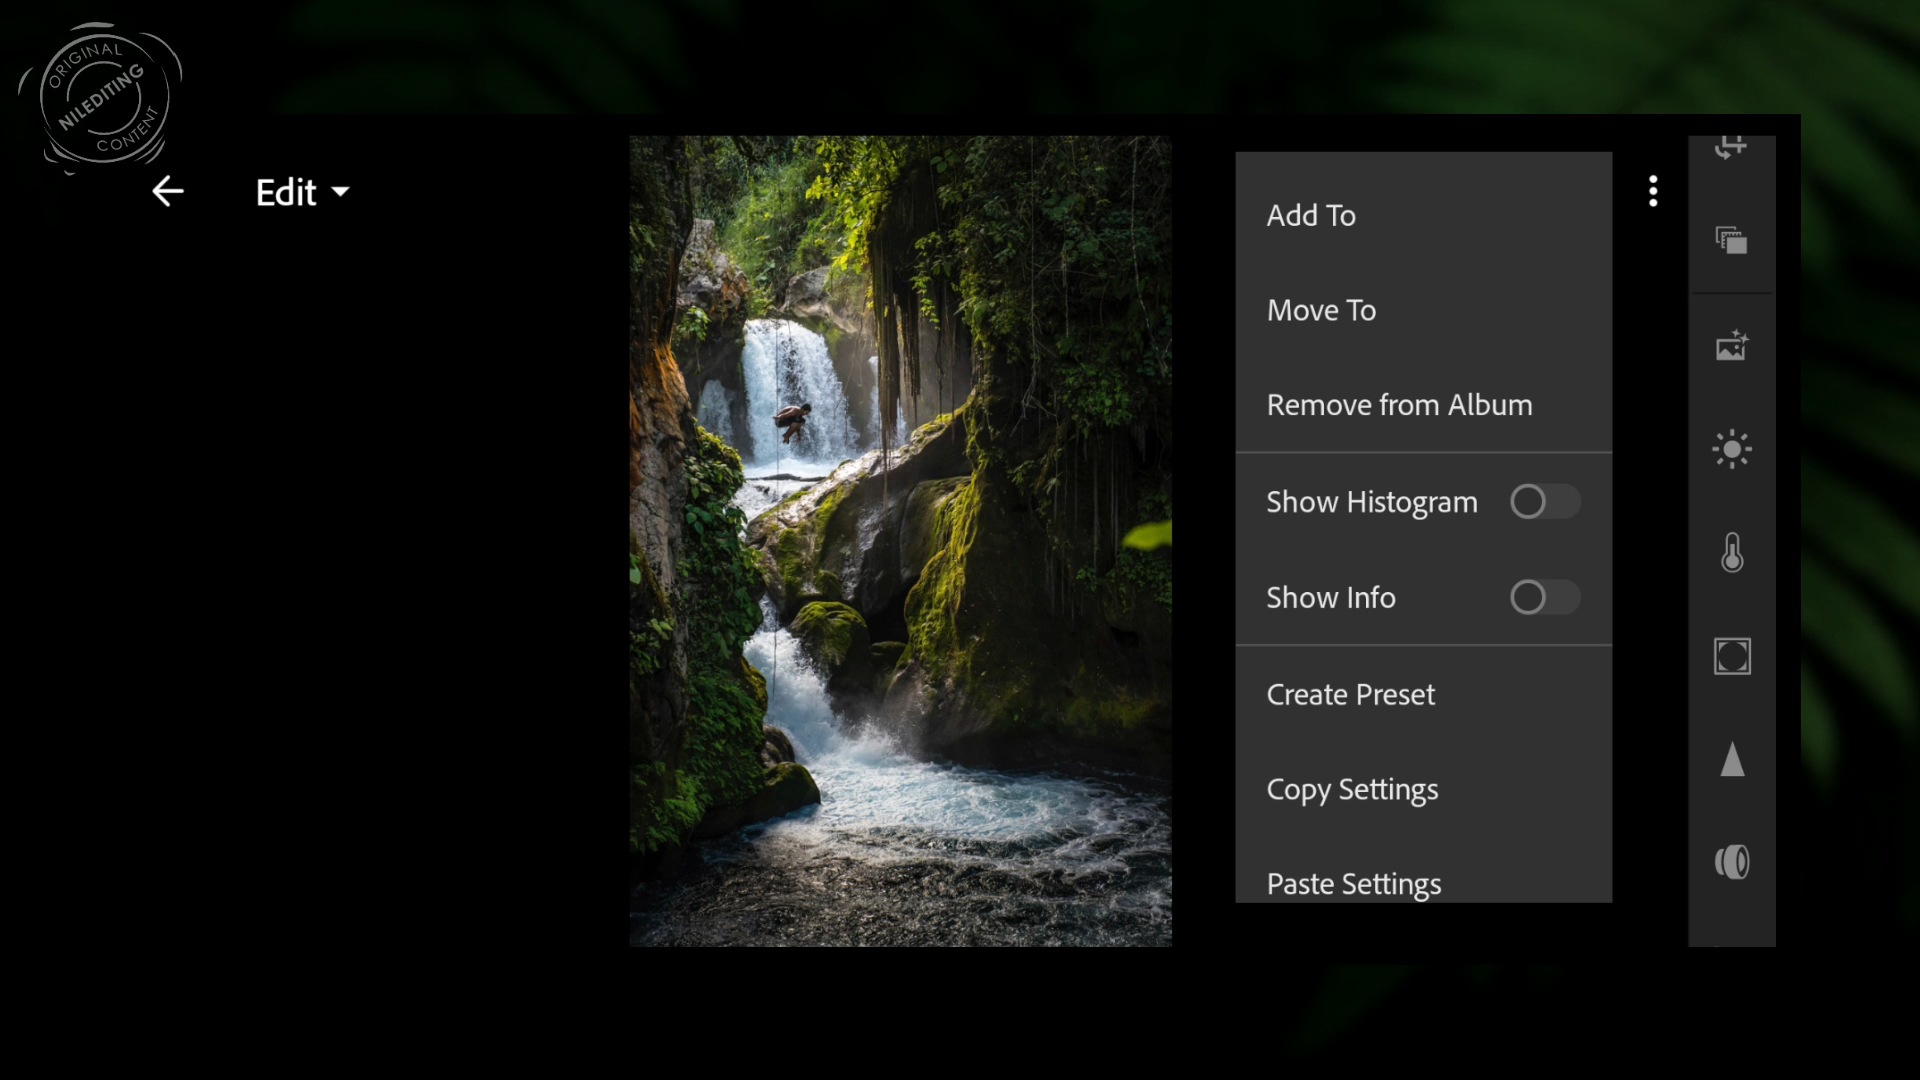 ORIGINAL
NILEDITING
CONTENT
Edit
Add To
Move To
Remove from Album
Show Histogram
Show Info
Create Preset
Copy Settings
Paste Settings